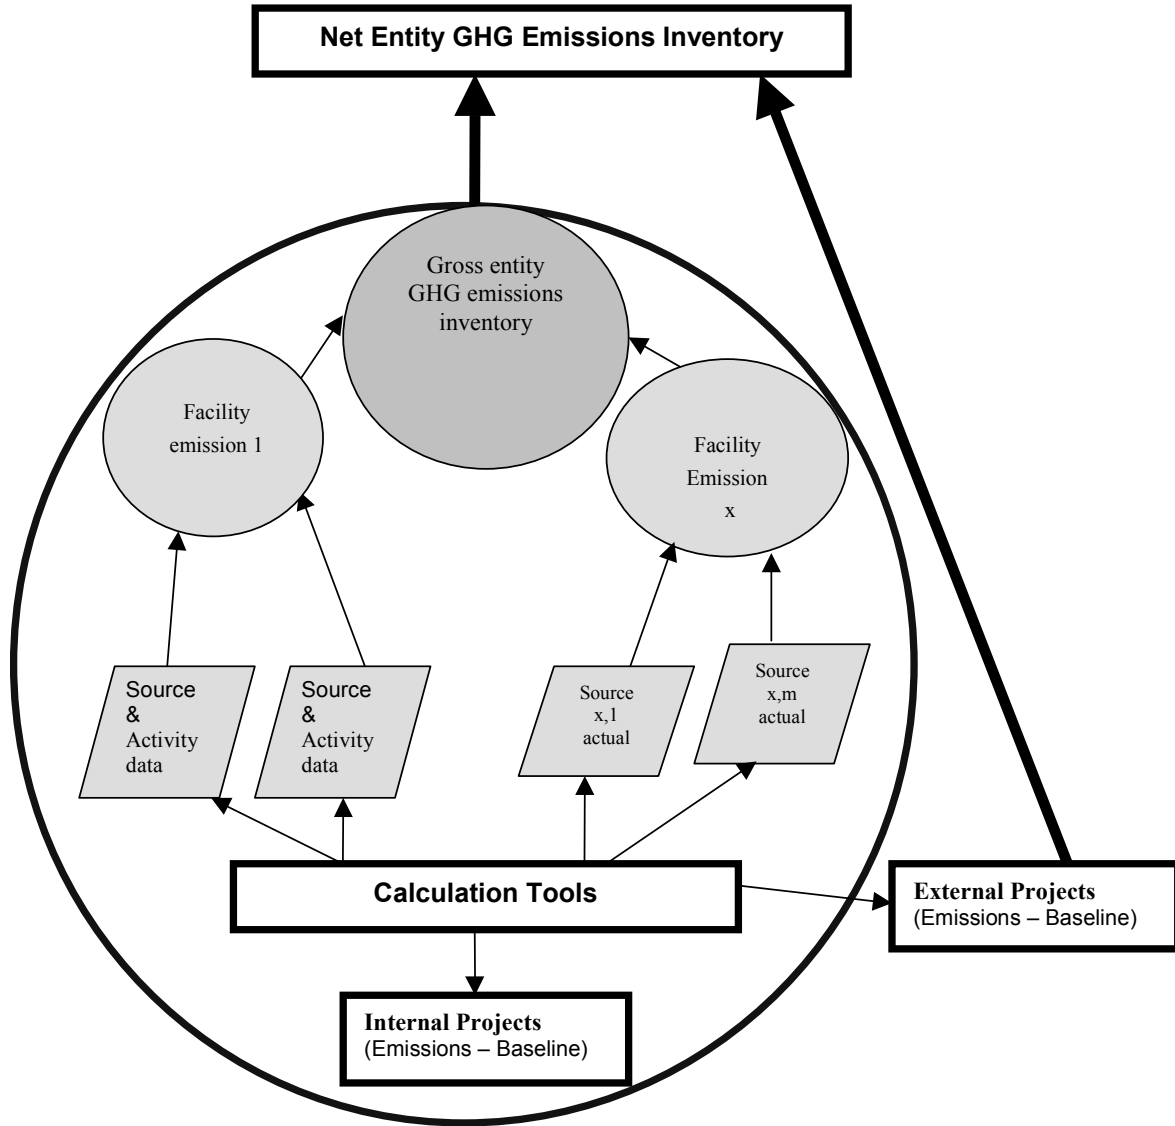 Net Entity GHG Emissions Inventory
Gross entity
GHG emissions
inventory
Facility
emission 1
Facility
Emission
x
Source
&
Activity
data
Source
&
Activity
data
Source
x,1
actual
Source
x,m
actual
Calculation Tools
External Projects
(Emissions – Baseline)
Internal Projects
(Emissions – Baseline)